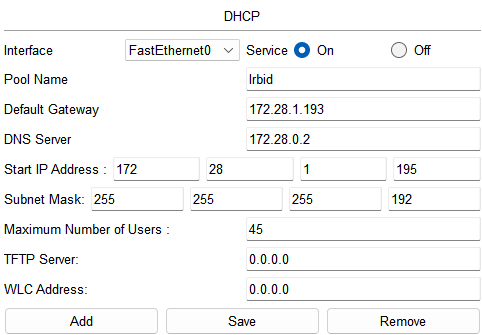 DHCP
Interface FastEthernet0 Service On Off
Pool Name Irbid
Default Gateway 172.28.1.193
DNS Server 172.28.0.2
Start IP Address : 172 28 1 195
Subnet Mask: 255 255 255 192
Maximum Number of Users : 45
TFTP Server: 0.0.0.0
WLC Address: 0.0.0.0
Add Save Remove